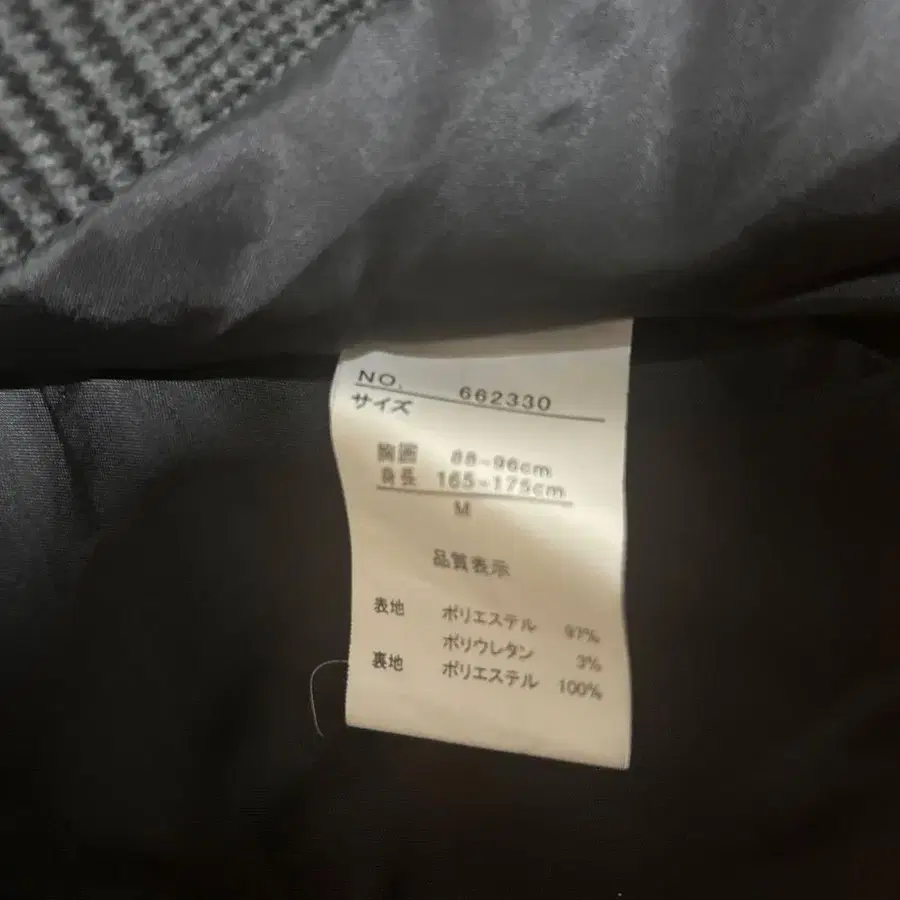 NO. 662330
サイズ
胸囲 88-96cm
身長 165-175cm
M
品質表示
表地 ポリエステル 97%
ポリウレタン 3%
裏地 ポリエステル 100%